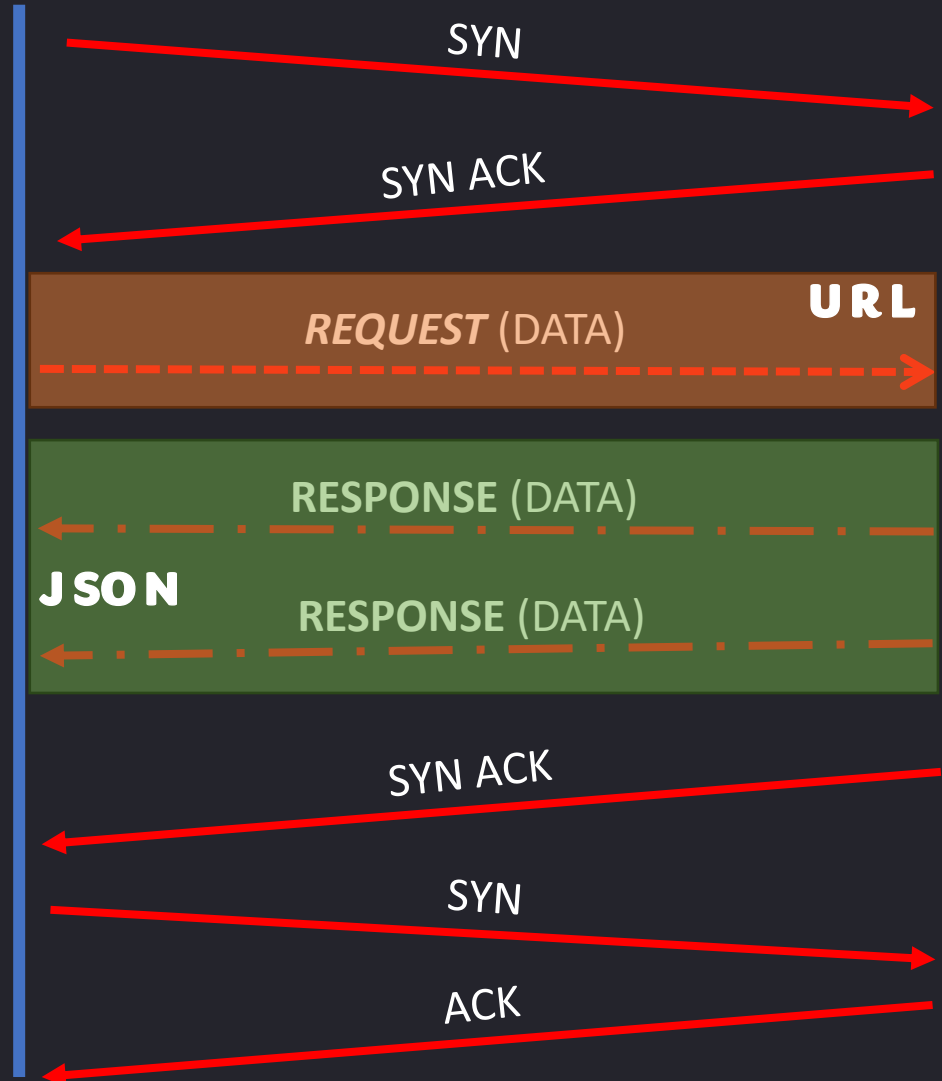 SYN
SYN ACK
URL
REQUEST (DATA)
RESPONSE (DATA)
JSON
RESPONSE (DATA)
SYN ACK
SYN
ACK